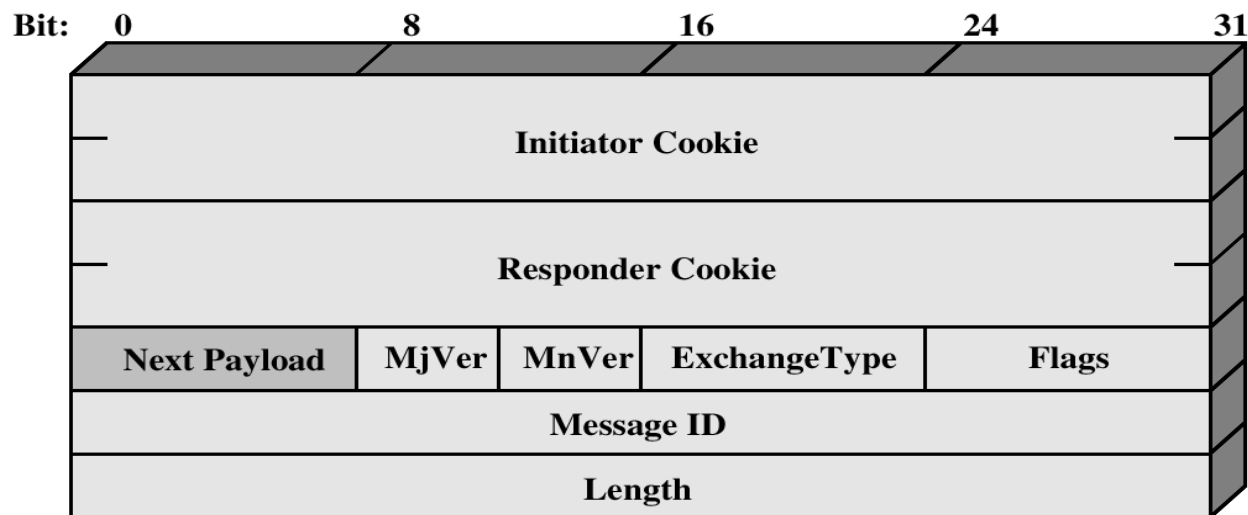 Bit: 0 8 16 24 31
Initiator Cookie
Responder Cookie
Next Payload MjVer MnVer ExchangeType Flags
Message ID
Length